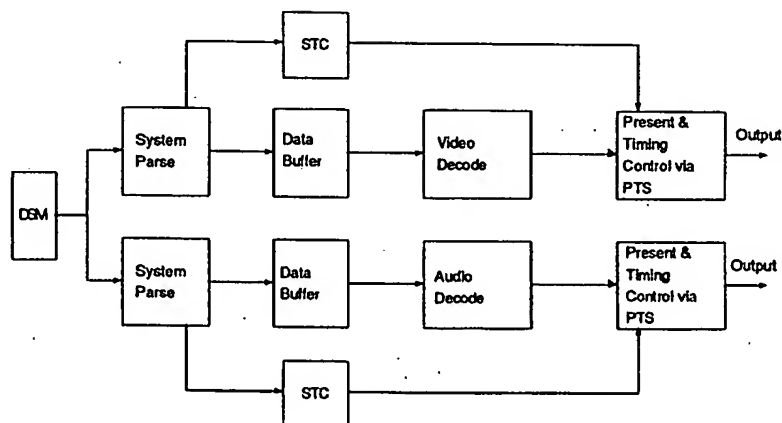 STC
System
Parse
Data
Buffer
Video
Decode
Present &
Timing
Control via
PTS
Output
DSM
System
Parse
Data
Buffer
Audio
Decode
Present &
Timing
Control via
PTS
Output
STC